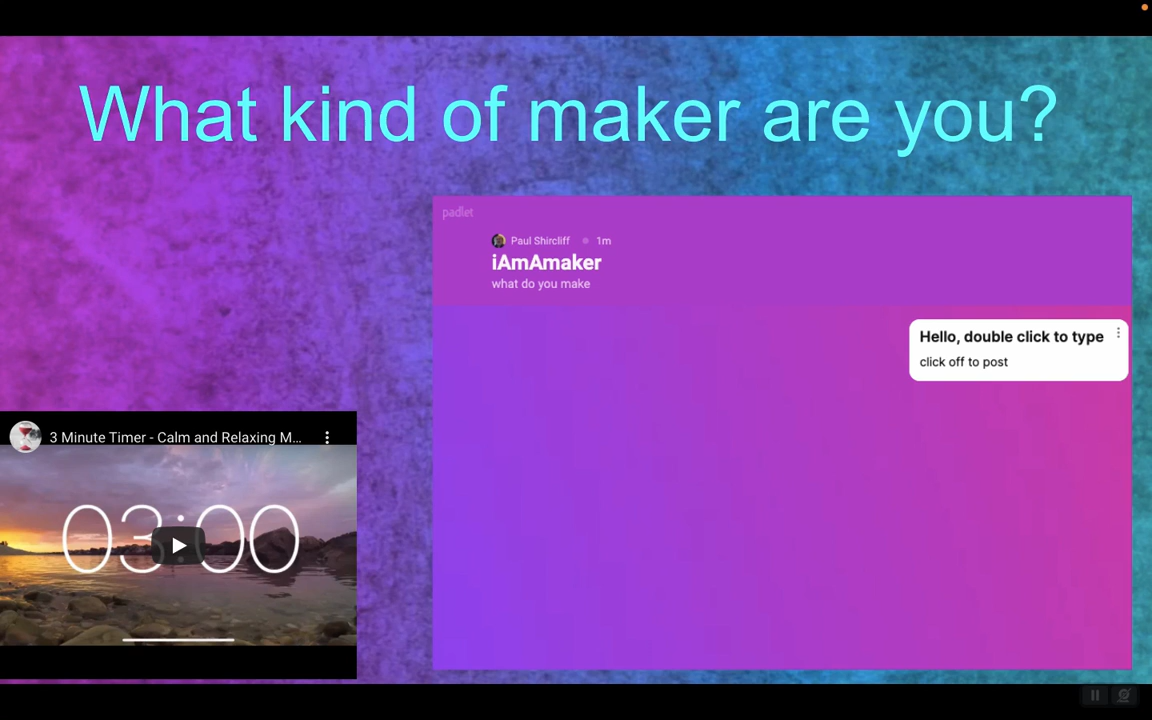 What kind of maker are you?
padlet
Paul Shircliff 1m
iAmAmaker
what do you make
Hello, double click to type
click off to post
3 Minute Timer - Calm and Relaxing M...
03:00